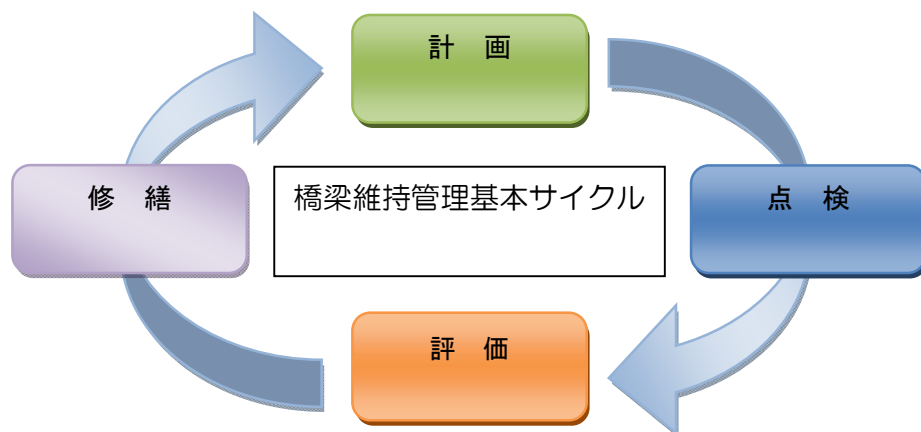 計　画
修　繕
橋梁維持管理基本サイクル
点　検
評　価